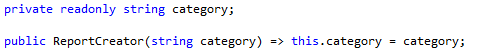 private readonly string category;
public ReportCreator(string category) => this.category = category;